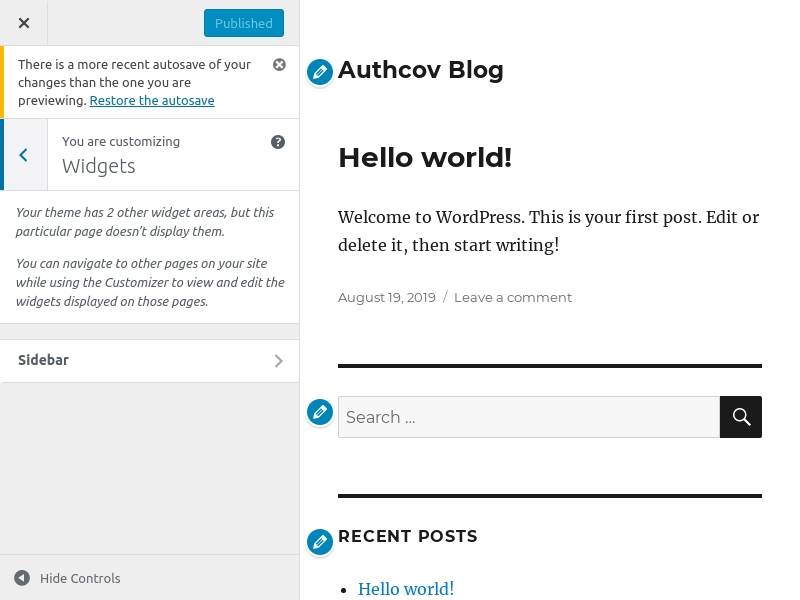 Published
There is a more recent autosave of your
changes than the one you are
previewing. Restore the autosave
You are customizing
Widgets
Your theme has 2 other widget areas, but this
particular page doesn't display them.
You can navigate to other pages on your site
while using the Customizer to view and edit the
widgets displayed on those pages.
Sidebar
Hide Controls
Authcov Blog
Hello world!
Welcome to WordPress. This is your first post. Edit or
delete it, then start writing!
August 19, 2019 / Leave a comment
Search …
RECENT POSTS
Hello world!